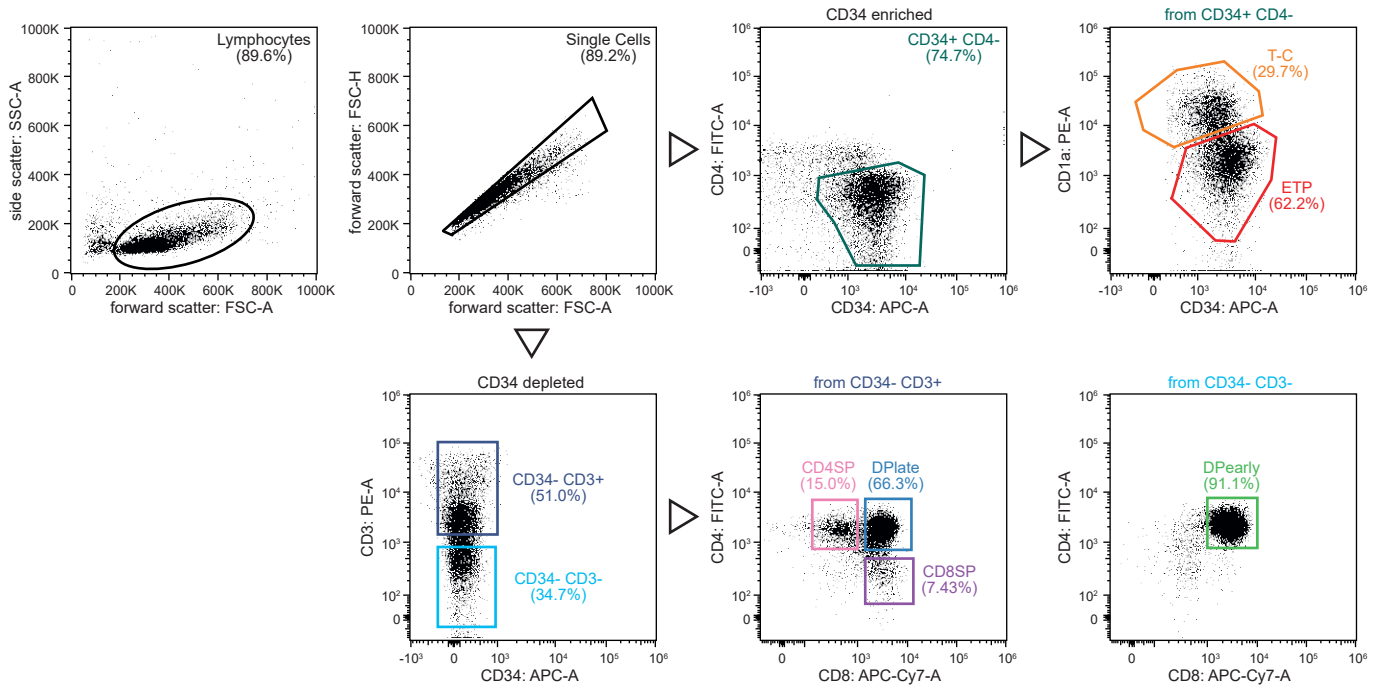 CD34 enriched
from CD34+ CD4-
side scatter: SSC-A
1000K
800K
600K
400K
200K
0
Lymphocytes
(89.6%)
0 200K 400K 600K 800K 1000K
forward scatter: FSC-A
forward scatter: FSC-H
1000K
800K
600K
400K
200K
0
Single Cells
(89.2%)
200K 400K 600K 800K 1000K
forward scatter: FSC-A
CD4: FITC-A
10⁶
10⁵
10⁴
10³
10²
0
CD34+ CD4-
(74.7%)
-10³ 0 10³ 10⁴ 10⁵ 10⁶
CD34: APC-A
CD1a: PE-A
10⁶
10⁵
10⁴
10³
10²
0
T-C
(29.7%)
ETP
(62.2%)
-10³ 0 10³ 10⁴ 10⁵ 10⁶
CD34: APC-A
CD34 depleted
from CD34- CD3+
from CD34- CD3-
CD3: PE-A
10⁶
10⁵
10⁴
10³
10²
0
CD34- CD3+
(51.0%)
CD34- CD3-
(34.7%)
-10³ 0 10³ 10⁴ 10⁵ 10⁶
CD34: APC-A
CD4: FITC-A
10⁶
10⁵
10⁴
10³
10²
0
CD4SP
(15.0%)
DPlate
(66.3%)
CD8SP
(7.43%)
0 10³ 10⁴ 10⁵ 10⁶
CD8: APC-Cy7-A
CD4: FITC-A
10⁶
10⁵
10⁴
10³
10²
0
DPearly
(91.1%)
0 10³ 10⁴ 10⁵ 10⁶
CD8: APC-Cy7-A